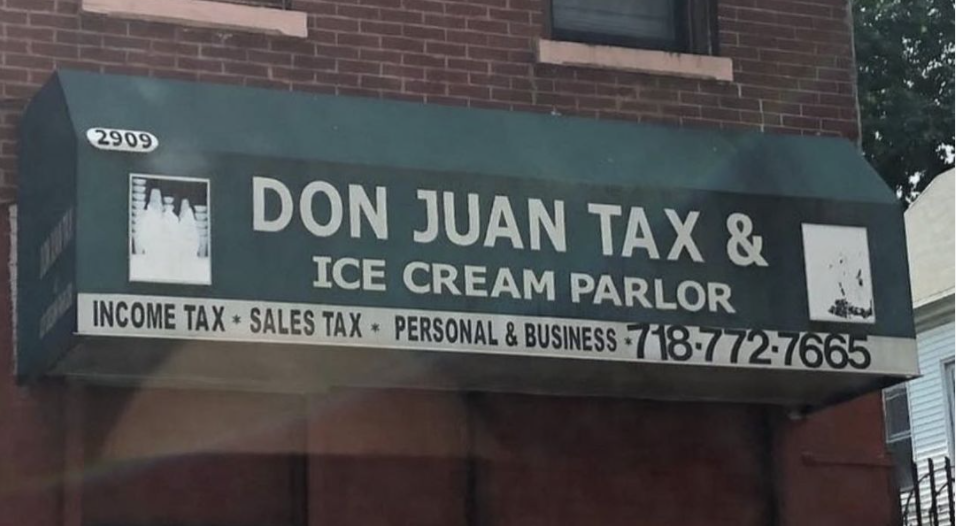 2909
DON JUAN TAX &
ICE CREAM PARLOR
INCOME TAX * SALES TAX * PERSONAL & BUSINESS *718-772-7665